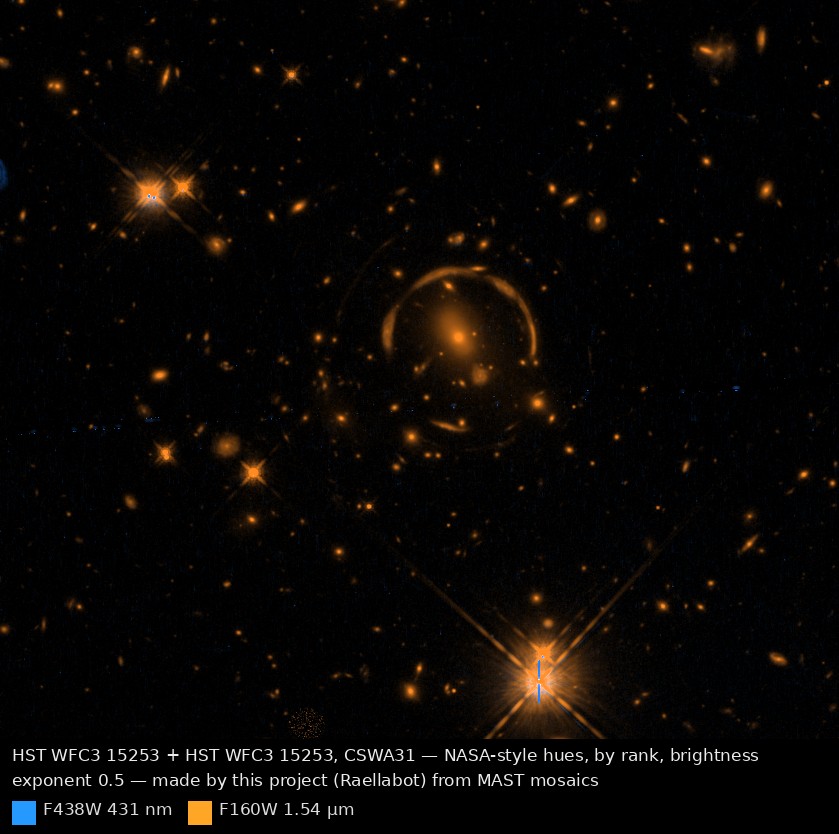 HST WFC3 15253 + HST WFC3 15253, CSWA31 — NASA-style hues, by rank, brightness
exponent 0.5 — made by this project (Raellabot) from MAST mosaics
F438W 431 nm F160W 1.54 μm